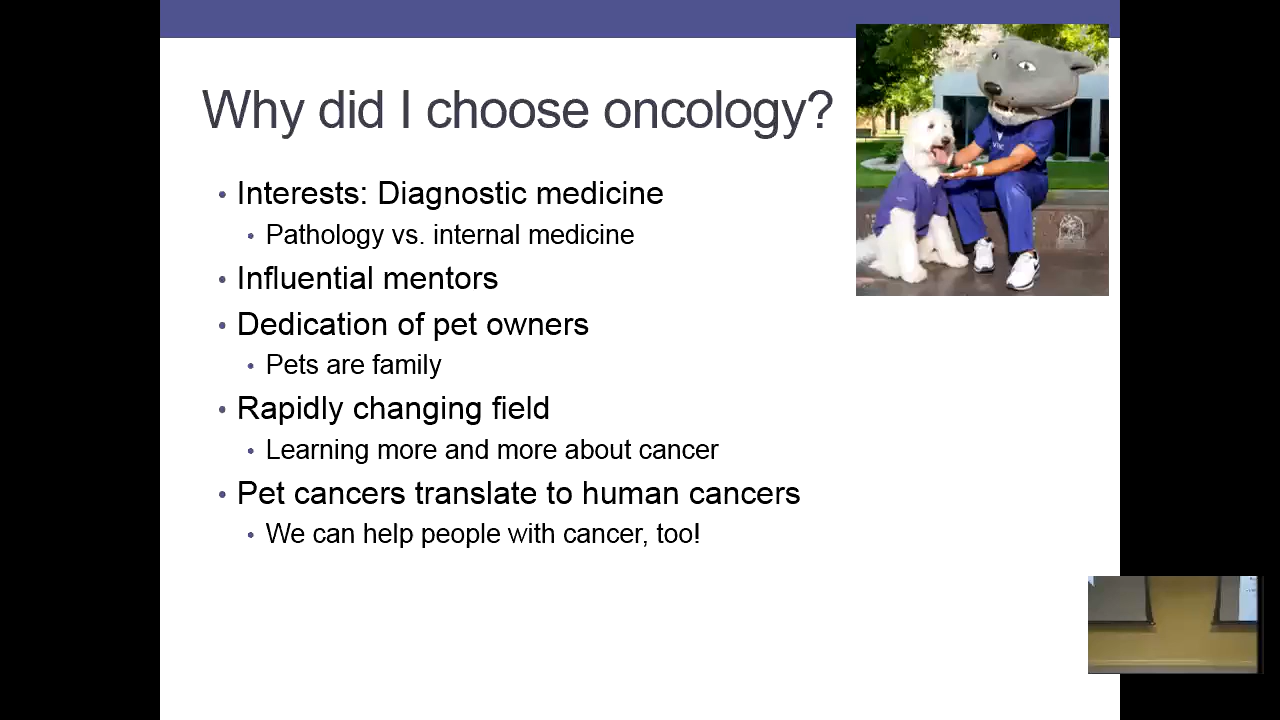 Why did I choose oncology?
• Interests: Diagnostic medicine
• Pathology vs. internal medicine
• Influential mentors
• Dedication of pet owners
• Pets are family
• Rapidly changing field
• Learning more and more about cancer
• Pet cancers translate to human cancers
• We can help people with cancer, too!